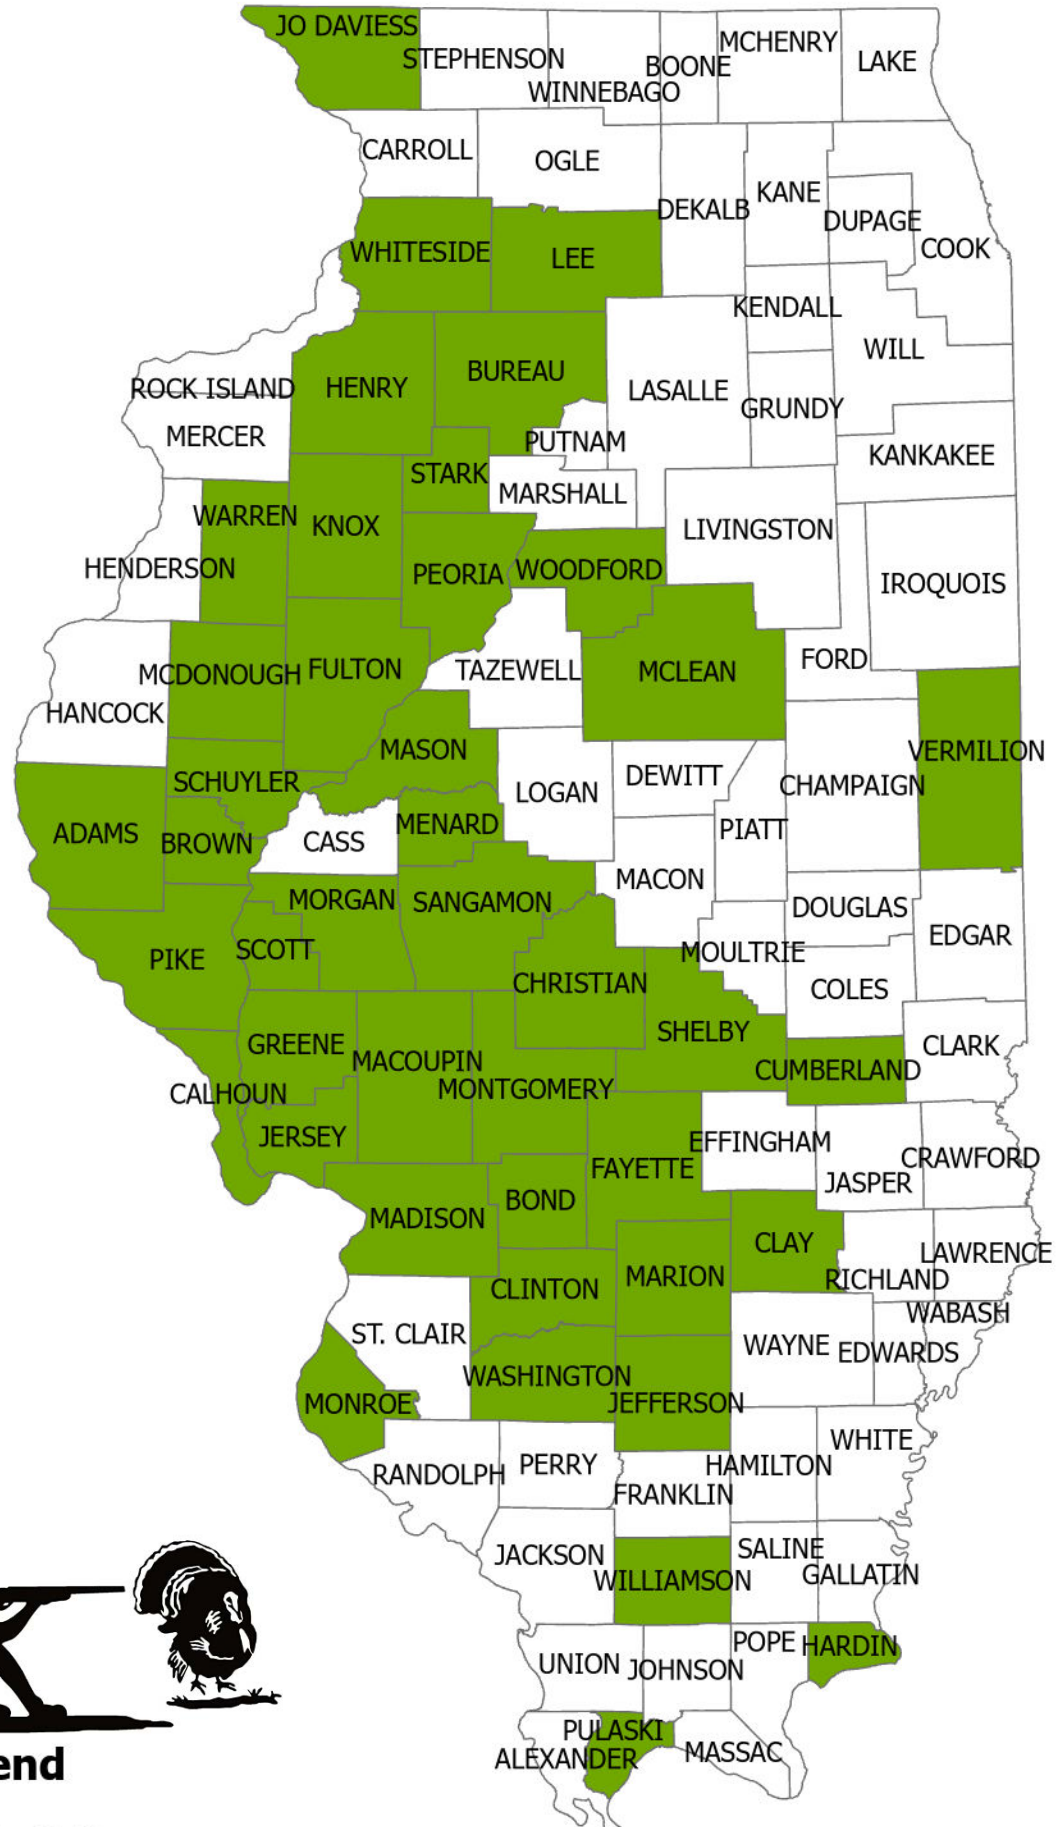 JO DAVIESS
STEPHENSON
WINNEBAGO
BOONE
MCHENRY
LAKE
CARROLL
OGLE
DEKALB
KANE
DUPAGE
COOK
WHITESIDE
LEE
KENDALL
WILL
ROCK ISLAND
HENRY
BUREAU
LASALLE
GRUNDY
MERCER
PUTNAM
KANKAKEE
STARK
MARSHALL
WARREN
KNOX
LIVINGSTON
HENDERSON
PEORIA
WOODFORD
IROQUOIS
MCDONOUGH
FULTON
TAZEWELL
MCLEAN
FORD
HANCOCK
MASON
VERMILION
SCHUYLER
LOGAN
DEWITT
CHAMPAIGN
ADAMS
BROWN
CASS
MENARD
PIATT
MACON
MORGAN
SANGAMON
DOUGLAS
EDGAR
PIKE
SCOTT
MOULTRIE
CHRISTIAN
COLES
SHELBY
GREENE
MACOUPIN
CLARK
CUMBERLAND
CALHOUN
MONTGOMERY
JERSEY
EFFINGHAM
FAYETTE
JASPER
CRAWFORD
MADISON
BOND
CLAY
LAWRENCE
RICHLAND
CLINTON
MARION
WABASH
ST. CLAIR
WAYNE
EDWARDS
WASHINGTON
MONROE
JEFFERSON
WHITE
RANDOLPH
PERRY
HAMILTON
FRANKLIN
JACKSON
SALINE
WILLIAMSON
GALLATIN
UNION
JOHNSON
POPE
HARDIN
PULASKI
ALEXANDER
MASSAC
end